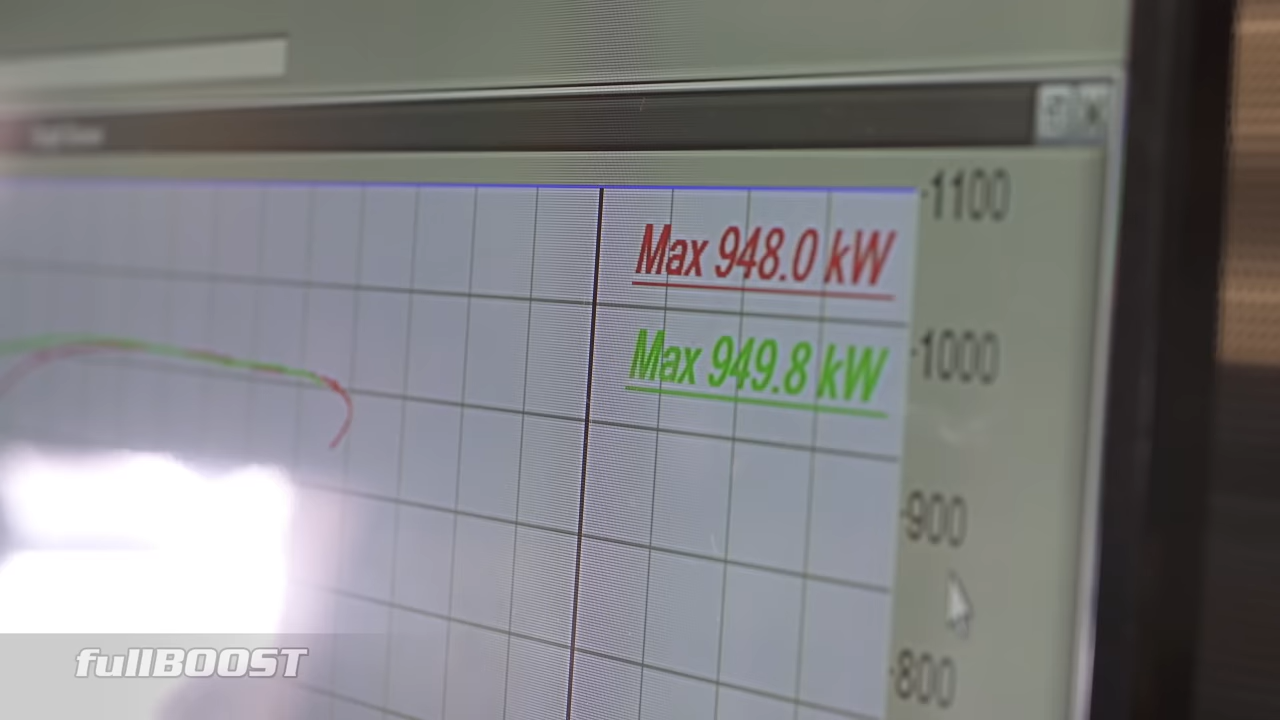 -1100
Max 948.0 kW
-1000
Max 949.8 kW
-900
-800
fullBOOST